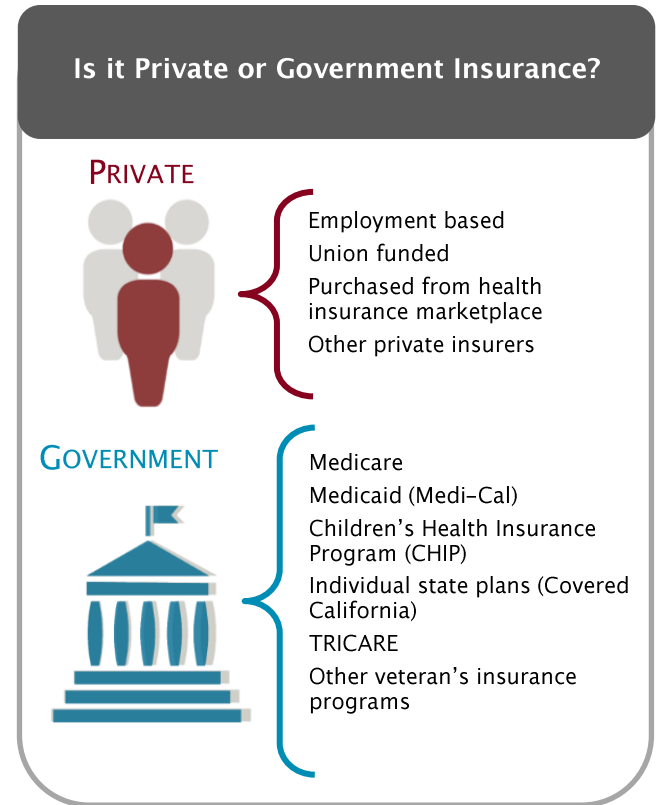 Is it Private or Government Insurance?
PRIVATE
Employment based
Union funded
Purchased from health
insurance marketplace
Other private insurers
GOVERNMENT
Medicare
Medicaid (Medi-Cal)
Children’s Health Insurance
Program (CHIP)
Individual state plans (Covered
California)
TRICARE
Other veteran’s insurance
programs